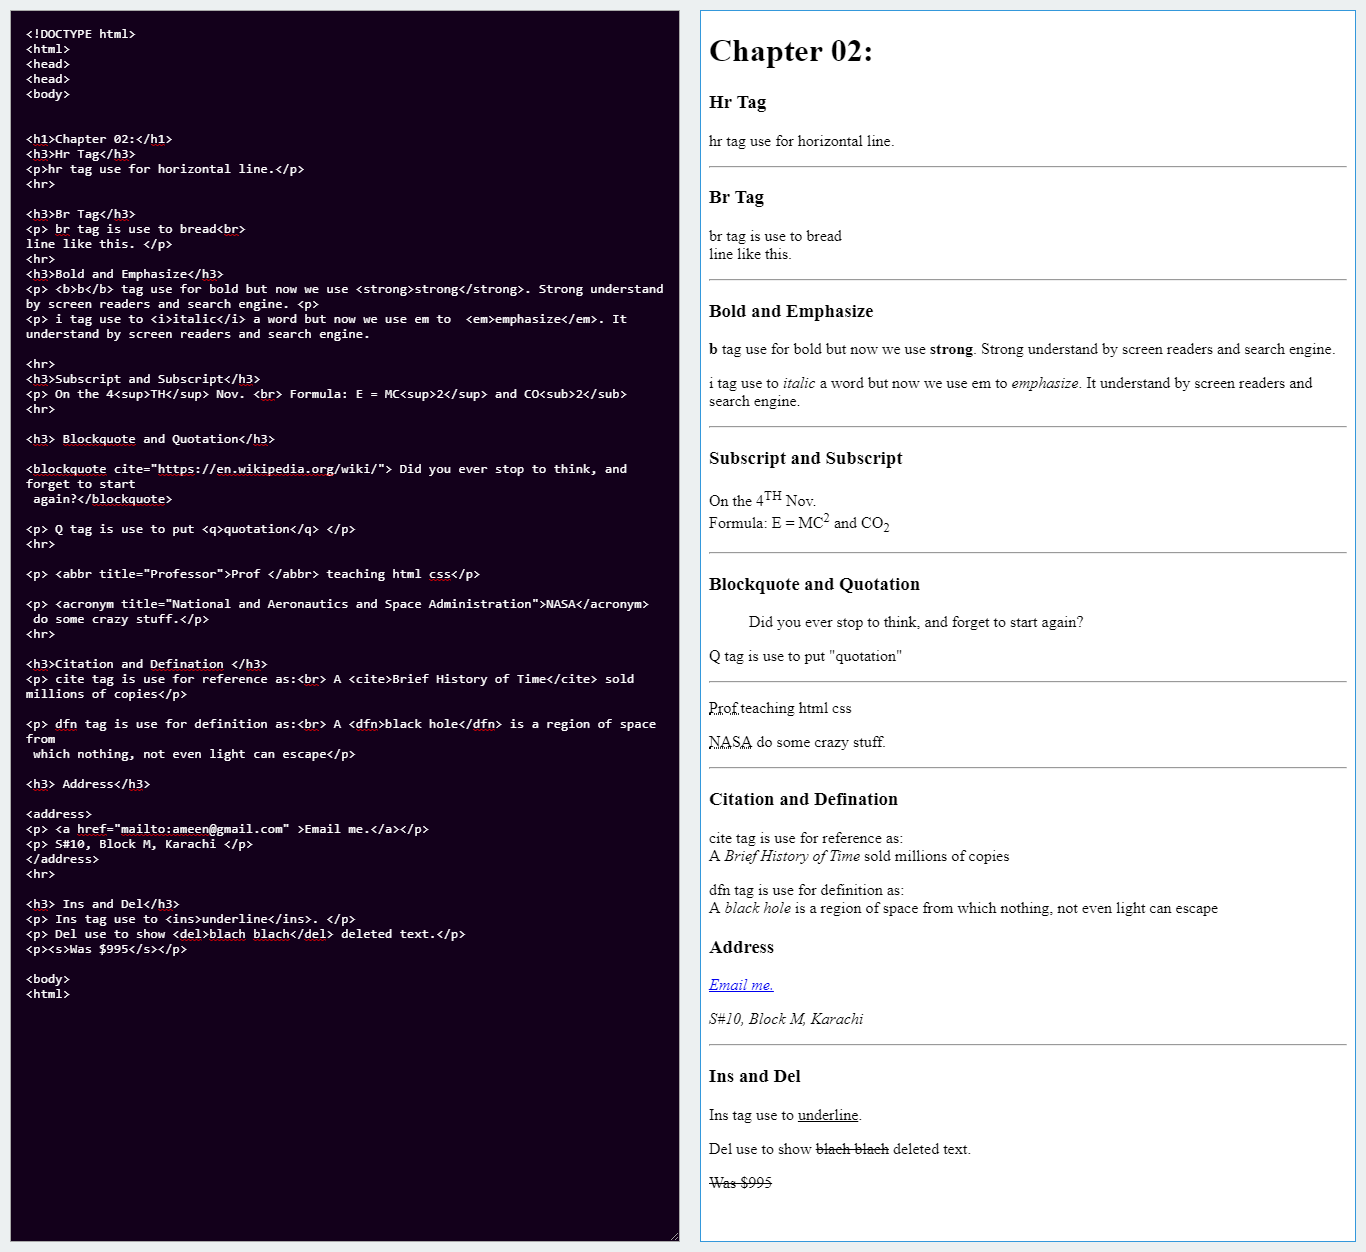 <!DOCTYPE html>
<html>
<head>
<head>
<body>
<h1>Chapter 02:</h1>
<h3>Hr Tag</h3>
<p>hr tag use for horizontal line.</p>
<hr>
<h3>Br Tag</h3>
<p> br tag is use to bread<br>
line like this. </p>
<hr>
<h3>Bold and Emphasize</h3>
<p> <b>b</b> tag use for bold but now we use <strong>strong</strong>. Strong understand
by screen readers and search engine. <p>
<p> i tag use to <i>italic</i> a word but now we use em to  <em>emphasize</em>. It
understand by screen readers and search engine.
<hr>
<h3>Subscript and Subscript</h3>
<p> On the 4<sup>TH</sup> Nov. <br> Formula: E = MC<sup>2</sup> and CO<sub>2</sub>
<hr>
<h3> Blockquote and Quotation</h3>
<blockquote cite="https://en.wikipedia.org/wiki/"> Did you ever stop to think, and
forget to start
 again?</blockquote>
<p> Q tag is use to put <q>quotation</q> </p>
<hr>
<p> <abbr title="Professor">Prof </abbr> teaching html css</p>
<p> <acronym title="National and Aeronautics and Space Administration">NASA</acronym>
 do some crazy stuff.</p>
<hr>
<h3>Citation and Defination </h3>
<p> cite tag is use for reference as:<br> A <cite>Brief History of Time</cite> sold
millions of copies</p>
<p> dfn tag is use for definition as:<br> A <dfn>black hole</dfn> is a region of space
from
 which nothing, not even light can escape</p>
<h3> Address</h3>
<address>
<p> <a href="mailto:ameen@gmail.com" >Email me.</a></p>
<p> S#10, Block M, Karachi </p>
</address>
<hr>
<h3> Ins and Del</h3>
<p> Ins tag use to <ins>underline</ins>. </p>
<p> Del use to show <del>blach blach</del> deleted text.</p>
<p><s>Was $995</s></p>
<body>
<html>
Chapter 02:
Hr Tag
hr tag use for horizontal line.
Br Tag
br tag is use to bread
line like this.
Bold and Emphasize
b tag use for bold but now we use strong. Strong understand by screen readers and search engine.
i tag use to italic a word but now we use em to emphasize. It understand by screen readers and
search engine.
Subscript and Subscript
On the 4TH Nov.
Formula: E = MC2 and CO2
Blockquote and Quotation
Did you ever stop to think, and forget to start again?
Q tag is use to put "quotation"
Prof teaching html css
NASA do some crazy stuff.
Citation and Defination
cite tag is use for reference as:
A Brief History of Time sold millions of copies
dfn tag is use for definition as:
A black hole is a region of space from which nothing, not even light can escape
Address
Email me.
S#10, Block M, Karachi
Ins and Del
Ins tag use to underline.
Del use to show blach blach deleted text.
Was $995